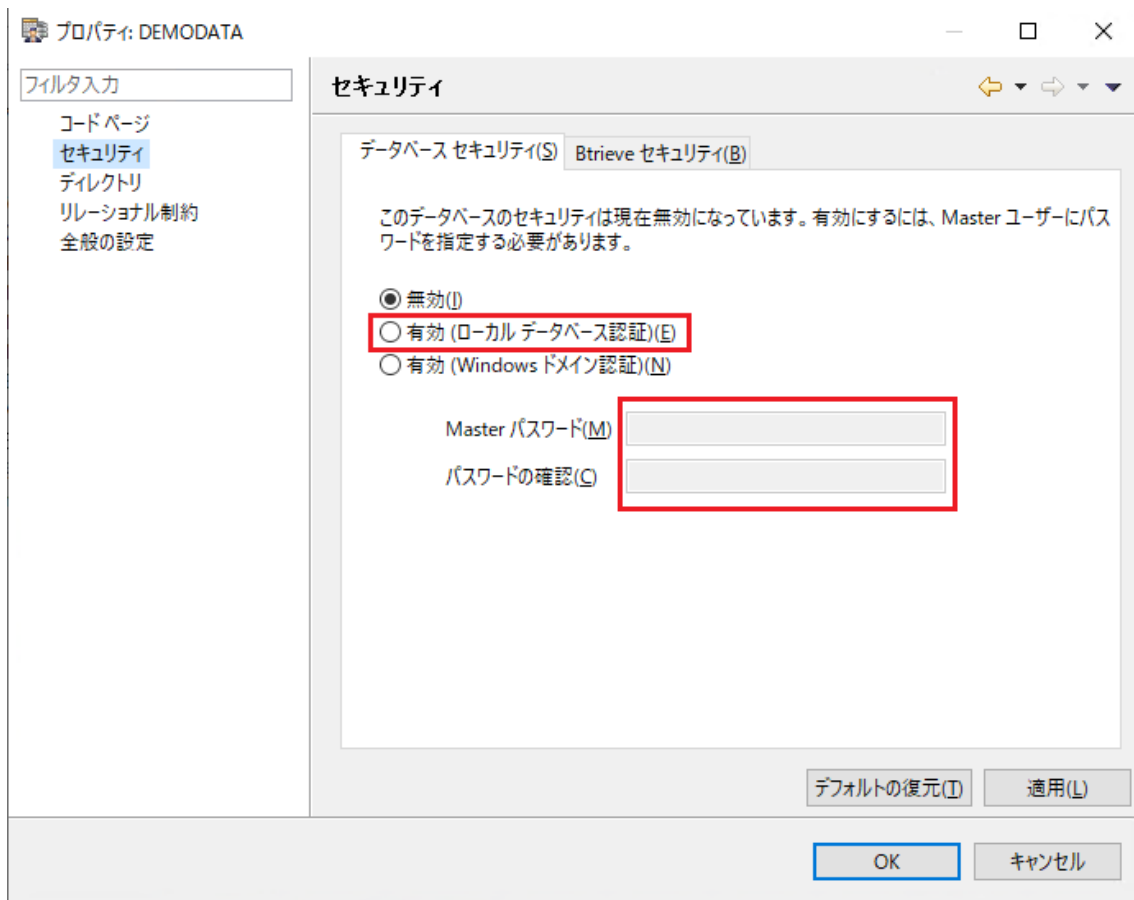 プロパティ: DEMODATA
フィルタ入力
コード ページ
セキュリティ
ディレクトリ
リレーショナル制約
全般の設定
セキュリティ
データベース セキュリティ(S)
Btrieve セキュリティ(B)
このデータベースのセキュリティは現在無効になっています。有効にするには、Master ユーザーにパス
ワードを指定する必要があります。
無効(I)
有効 (ローカル データベース認証)(E)
有効 (Windows ドメイン認証)(N)
Master パスワード(M)
パスワードの確認(C)
デフォルトの復元(T)
適用(L)
OK
キャンセル